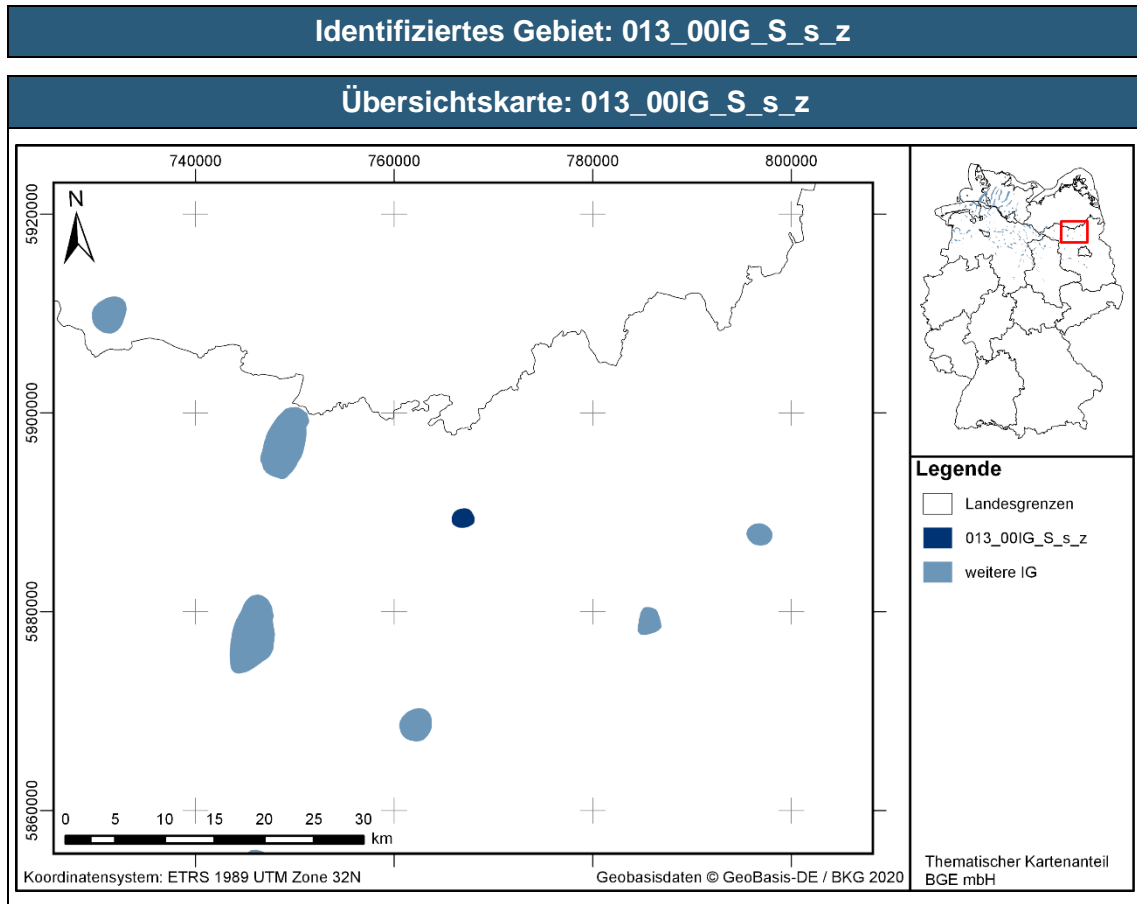 Identifiziertes Gebiet: 013_00IG_S_s_z
Übersichtskarte: 013_00IG_S_s_z
740000 760000 780000 800000
N
5920000
5900000
5880000
5860000
0 5 10 15 20 25 30
km
Koordinatensystem: ETRS 1989 UTM Zone 32N
Geobasisdaten © GeoBasis-DE / BKG 2020
Legende
Landesgrenzen
013_00IG_S_s_z
weitere IG
Thematischer Kartenanteil
BGE mbH